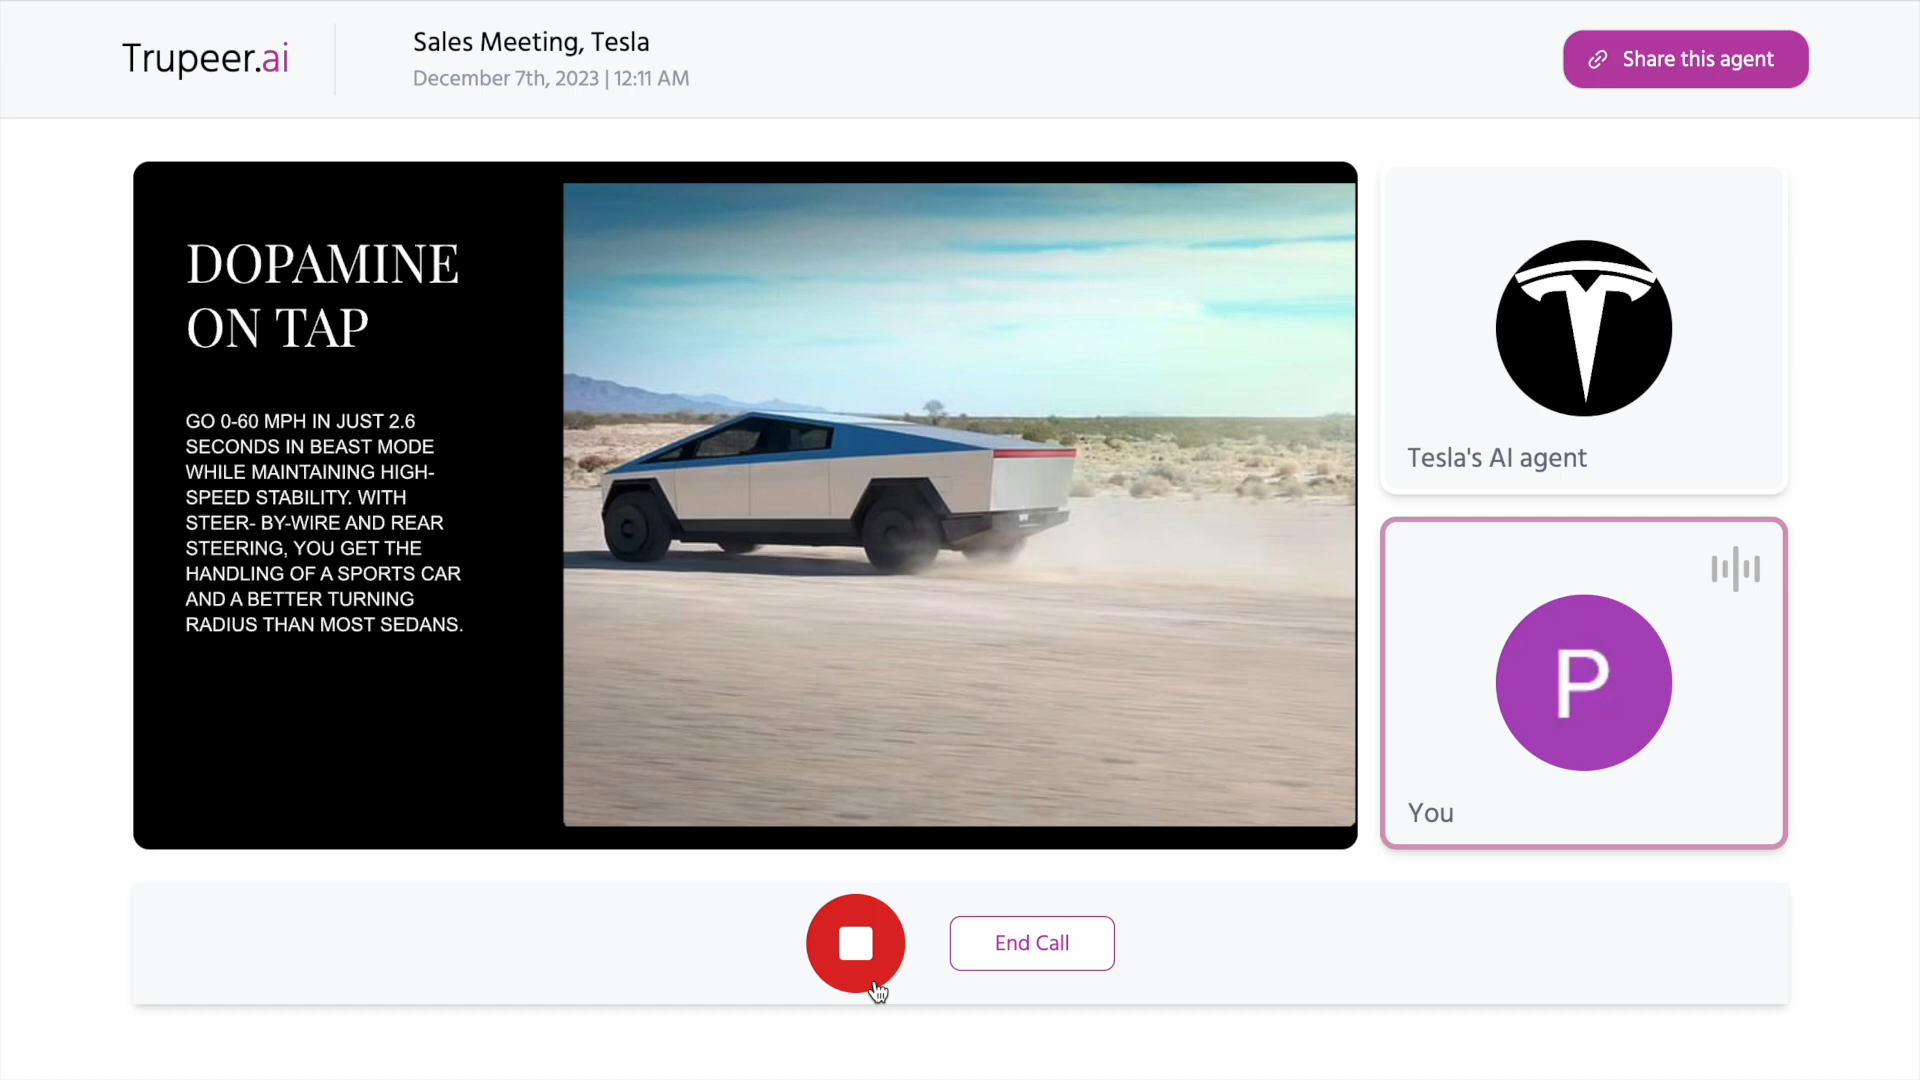 Trupeer.ai
Sales Meeting, Tesla
December 7th, 2023 | 12:11 AM
Share this agent
DOPAMINE
ON TAP
GO 0-60 MPH IN JUST 2.6
SECONDS IN BEAST MODE
WHILE MAINTAINING HIGH-
SPEED STABILITY. WITH
STEER- BY-WIRE AND REAR
STEERING, YOU GET THE
HANDLING OF A SPORTS CAR
AND A BETTER TURNING
RADIUS THAN MOST SEDANS.
Tesla's AI agent
P
You
End Call